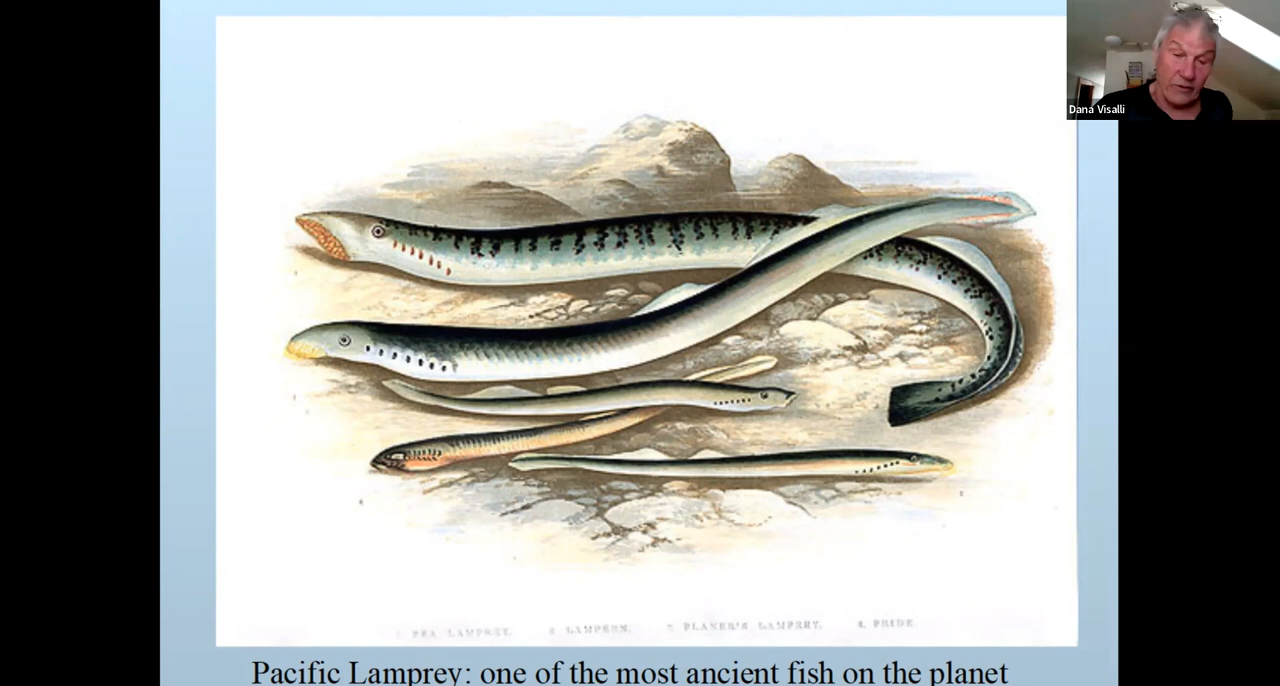 Dana Visalli
1 SEA LAMPREY. 2 LAMPERN. 3 PLANER'S LAMPREY. 4 PRIDE
Pacific Lamprey: one of the most ancient fish on the planet